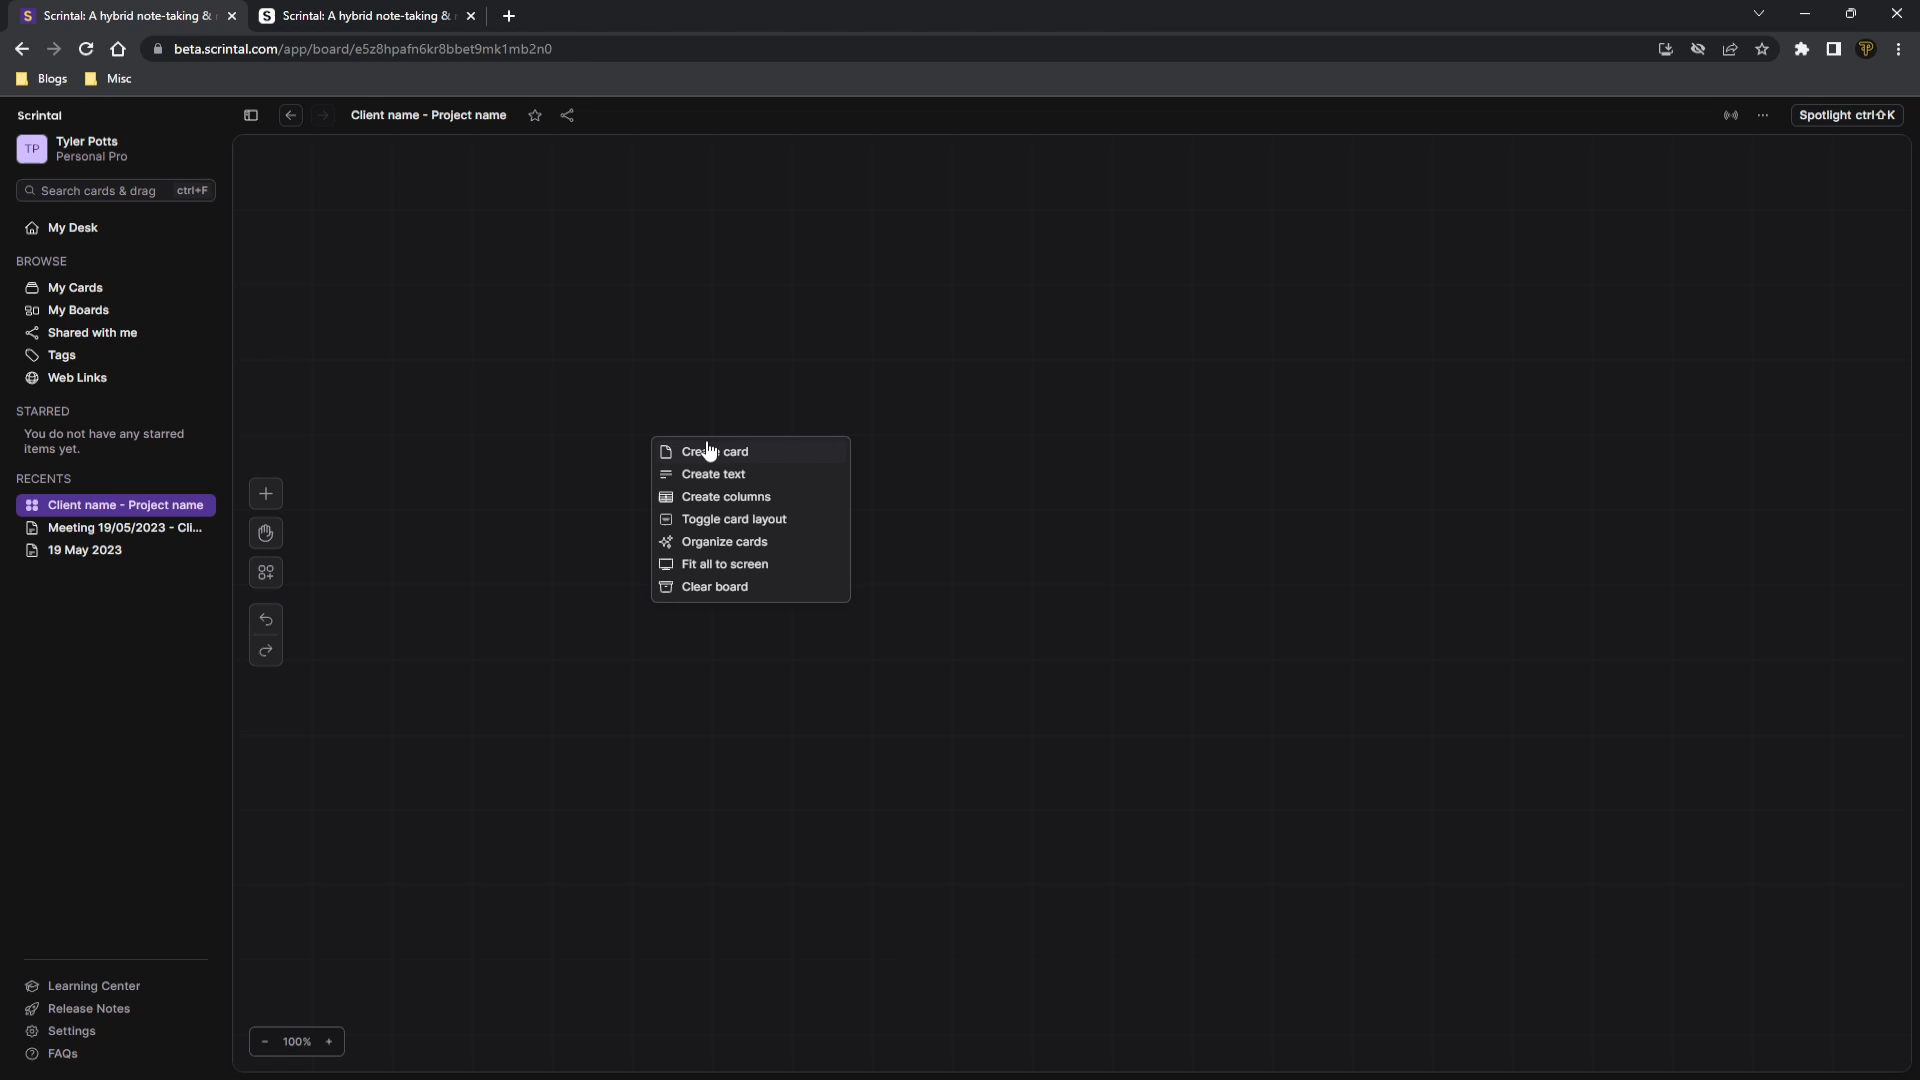 Scrintal: A hybrid note-taking &
Scrintal: A hybrid note-taking &
beta.scrintal.com/app/board/e5z8hpafn6kr8bbet9mk1mb2n0
Blogs
Misc
Scrintal
Client name - Project name
Spotlight ctrl⇧K
TP
Tyler Potts
Personal Pro
Search cards & drag ctrl+F
My Desk
BROWSE
My Cards
My Boards
Shared with me
Tags
Web Links
STARRED
You do not have any starred
items yet.
RECENTS
Client name - Project name
Meeting 19/05/2023 - Cli...
19 May 2023
Create card
Create text
Create columns
Toggle card layout
Organize cards
Fit all to screen
Clear board
Learning Center
Release Notes
Settings
FAQs
- 100% +